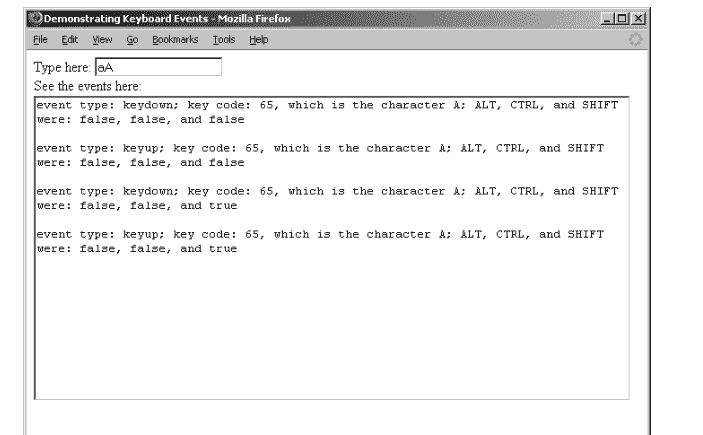 Demonstrating Keyboard Events - Mozilla Firefox
File Edit View Go Bookmarks Tools Help
Type here: aA
See the events here:
event type: keydown; key code: 65, which is the character A; ALT, CTRL, and SHIFT
were: false, false, and false
event type: keyup; key code: 65, which is the character A; ALT, CTRL, and SHIFT
were: false, false, and false
event type: keydown; key code: 65, which is the character A; ALT, CTRL, and SHIFT
were: false, false, and true
event type: keyup; key code: 65, which is the character A; ALT, CTRL, and SHIFT
were: false, false, and true